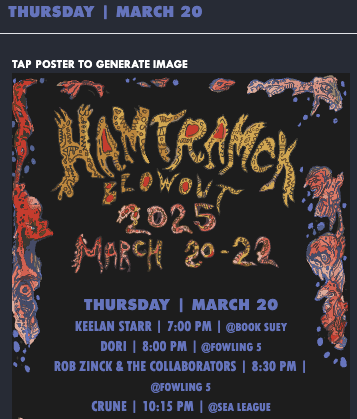 THURSDAY | MARCH 20
TAP POSTER TO GENERATE IMAGE
HAMTRAMCK
BLOWOUT
2025
MARCH 20-22
THURSDAY | MARCH 20
KEELAN STARR | 7:00 PM | @BOOK SUEY
DORI | 8:00 PM | @FOWLING 5
ROB ZINCK & THE COLLABORATORS | 8:30 PM |
@FOWLING 5
CRUNE | 10:15 PM | @SEA LEAGUE